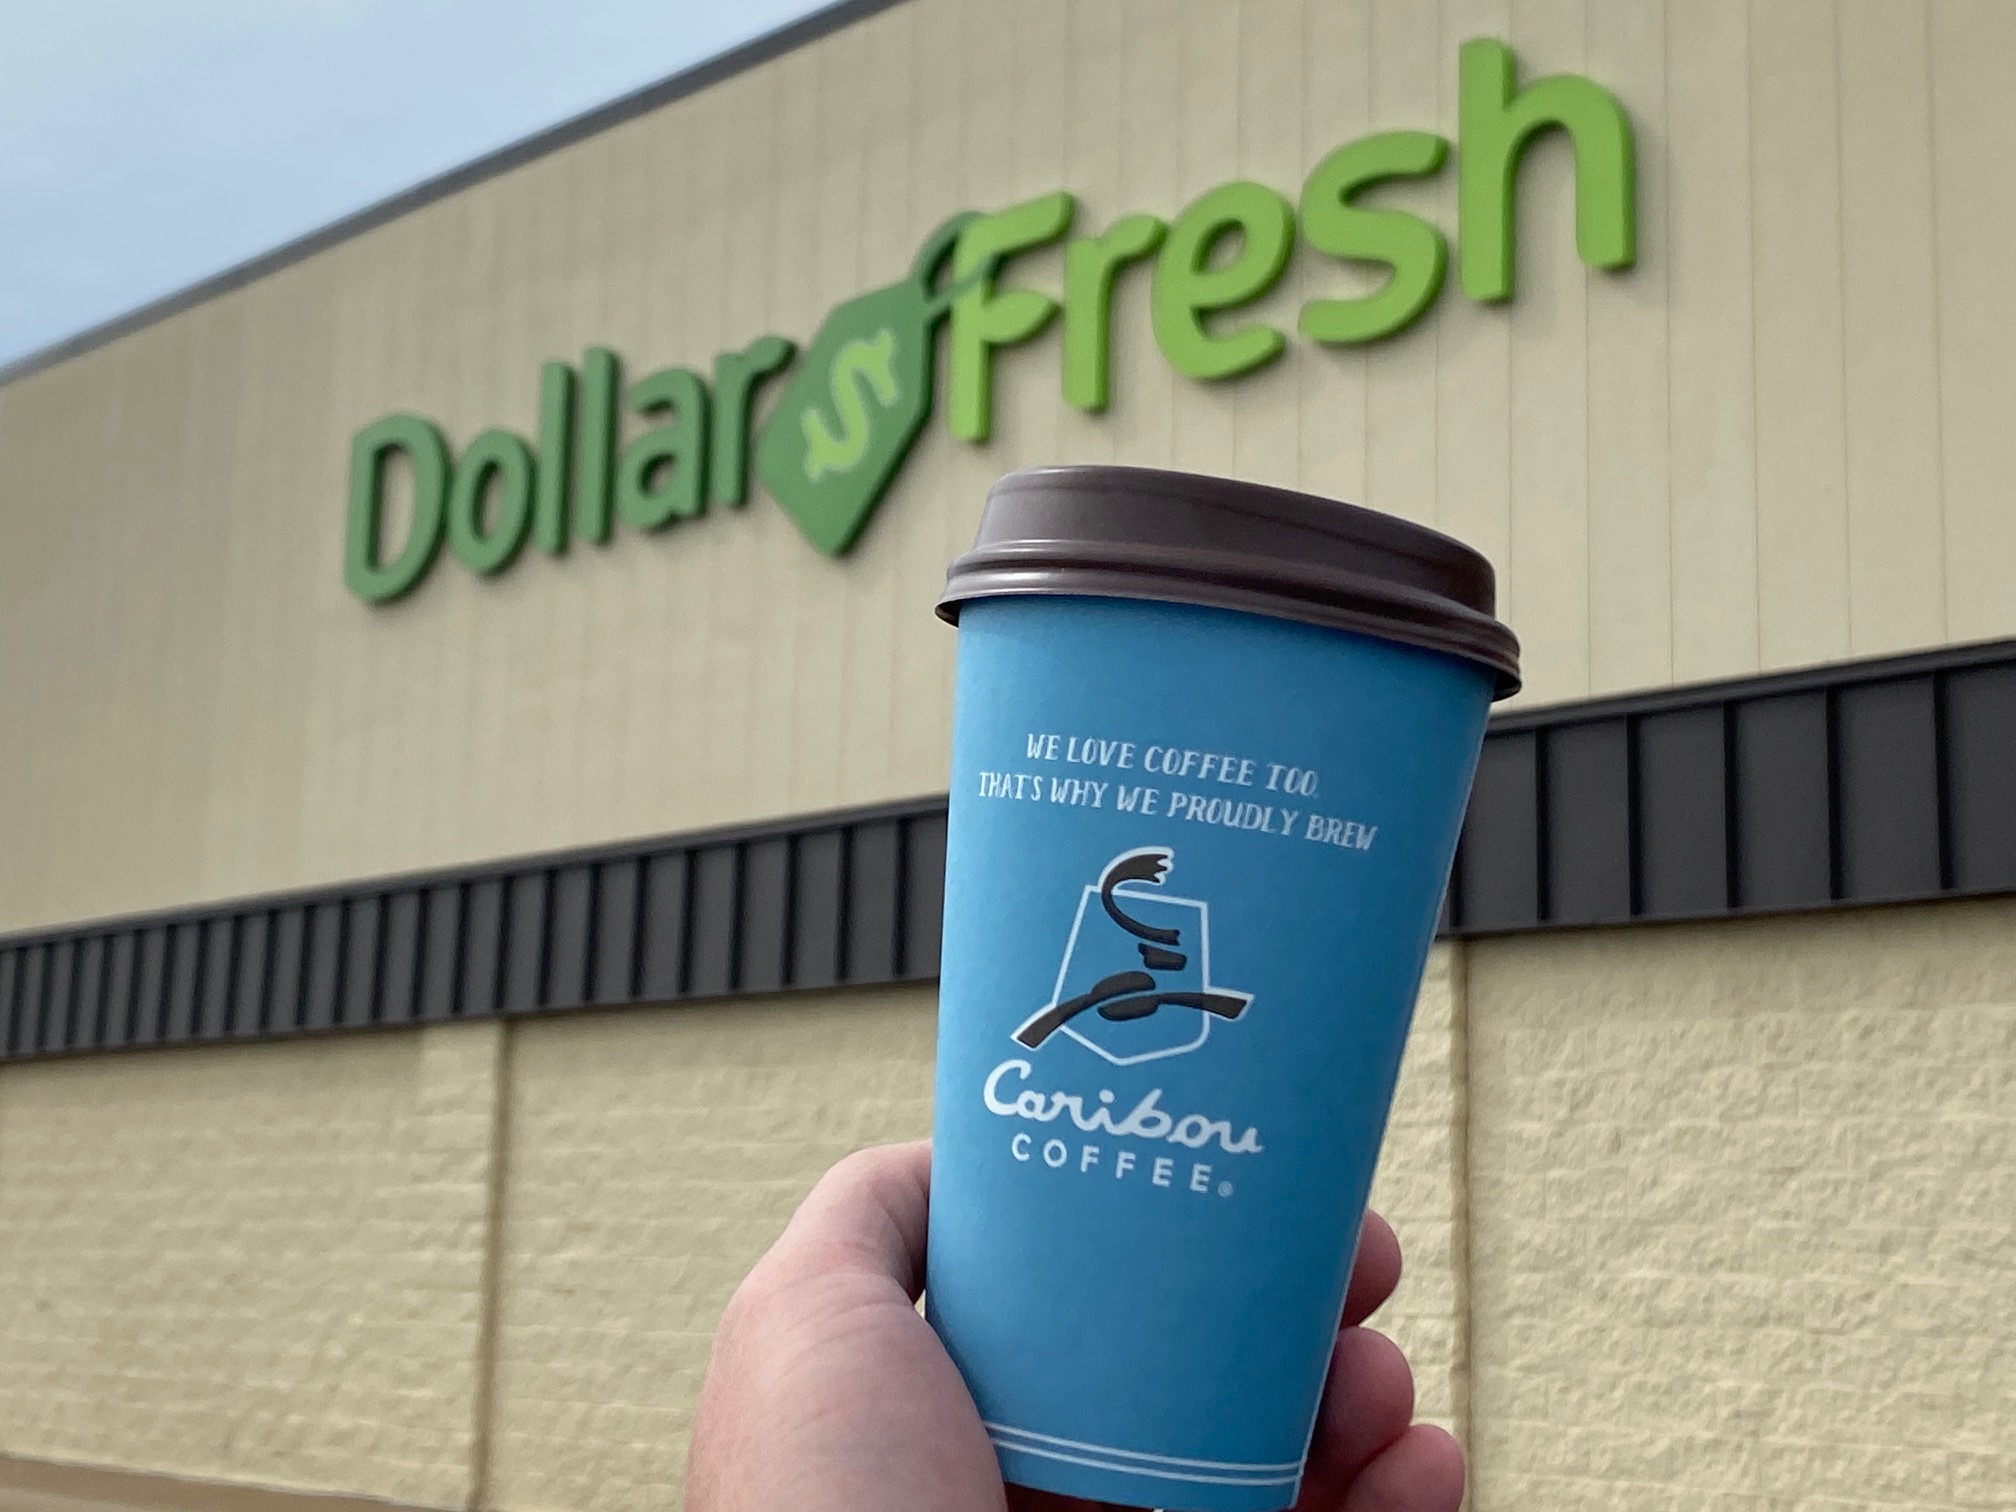 Dollar $ Fresh
WE LOVE COFFEE TOO.
THAT'S WHY WE PROUDLY BREW
Caribou
COFFEE®